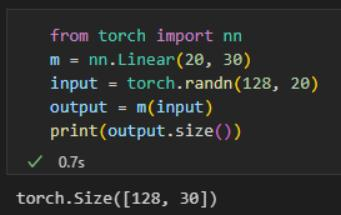 from torch import nn
m = nn.Linear(20, 30)
input = torch.randn(128, 20)
output = m(input)
print(output.size())
0.7s
torch.Size([128, 30])